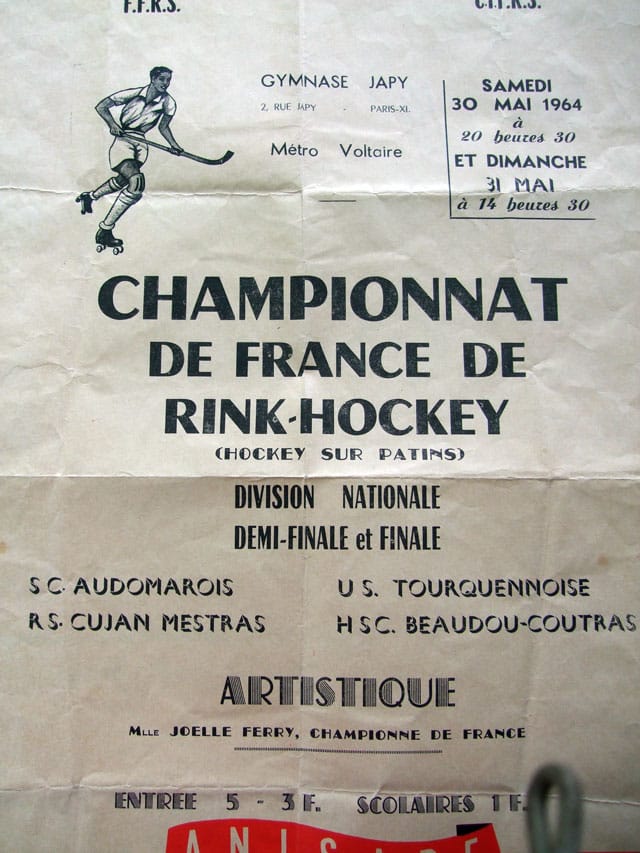 F.F.R.S.
GYMNASE JAPY
2, RUE JAPY - PARIS-XI.
Métro Voltaire
SAMEDI
30 MAI 1964
à
20 heures 30
ET DIMANCHE
31 MAI
à 14 heures 30
CHAMPIONNAT
DE FRANCE DE
RINK-HOCKEY
(HOCKEY SUR PATINS)
DIVISION NATIONALE
DEMI-FINALE et FINALE
S C. AUDOMAROIS
U S. TOURQUENNOISE
R S. CUJAN MESTRAS
H S C. BEAUDOU-COUTRAS
ARTISTIQUE
MLLE JOELLE FERRY, CHAMPIONNE DE FRANCE
ENTREE 5 - 3 F. SCOLAIRES 1 F.